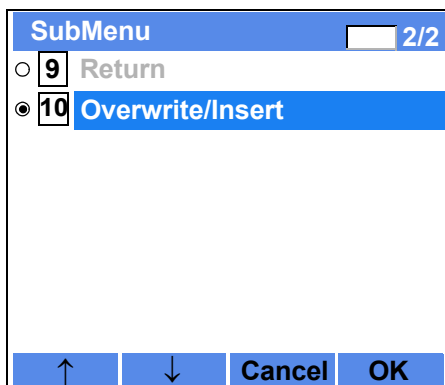 SubMenu 2/2
9 Return
10 Overwrite/Insert
↑ ↓ Cancel OK